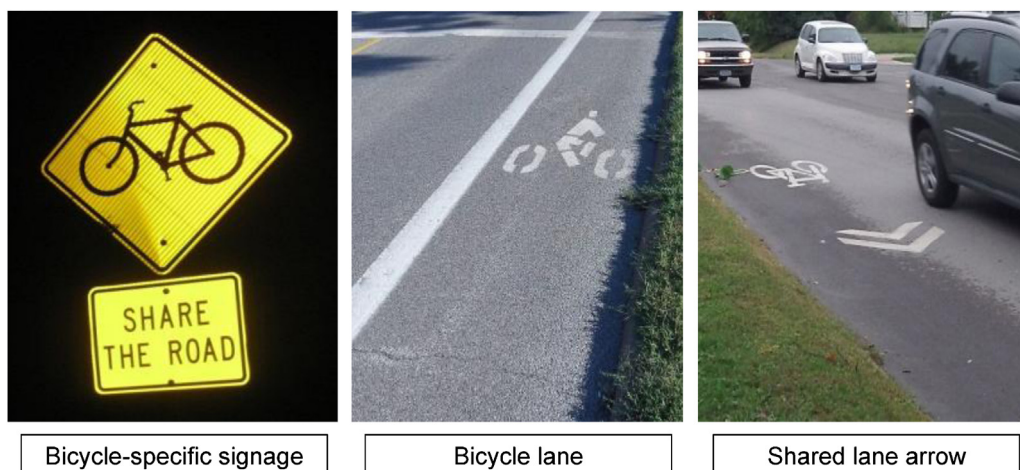 SHARE
THE ROAD
Bicycle-specific signage
Bicycle lane
Shared lane arrow